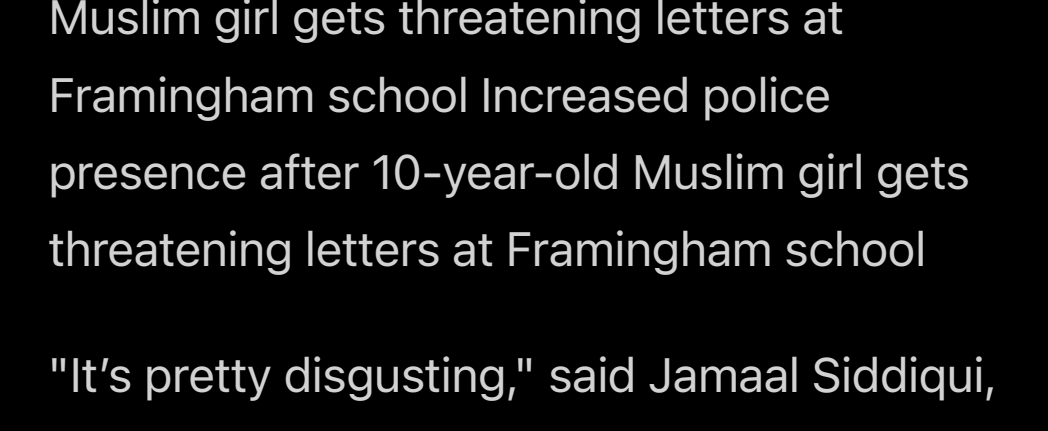 Muslim girl gets threatening letters at
Framingham school Increased police
presence after 10-year-old Muslim girl gets
threatening letters at Framingham school
"It’s pretty disgusting," said Jamaal Siddiqui,